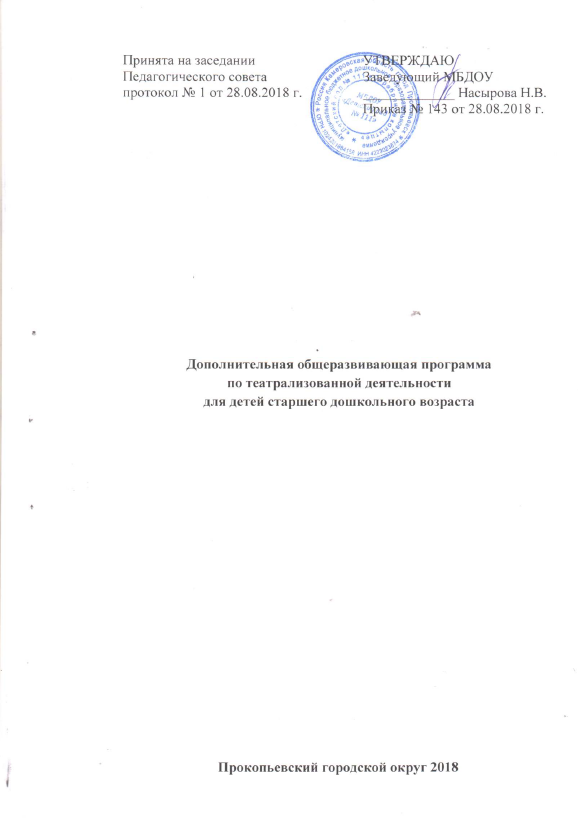 Принята на заседании
Педагогического совета
протокол № 1 от 28.08.2018 г.
УТВЕРЖДАЮ
Заведующий МБДОУ
Насырова Н.В.
Приказ № 143 от 28.08.2018 г.
Дополнительная общеразвивающая программа
по театрализованной деятельности
для детей старшего дошкольного возраста
Прокопьевский городской округ 2018